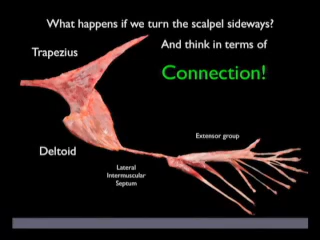 What happens if we turn the scalpel sideways?
And think in terms of
Trapezius
Connection!
Extensor group
Deltoid
Lateral
Intermuscular
Septum